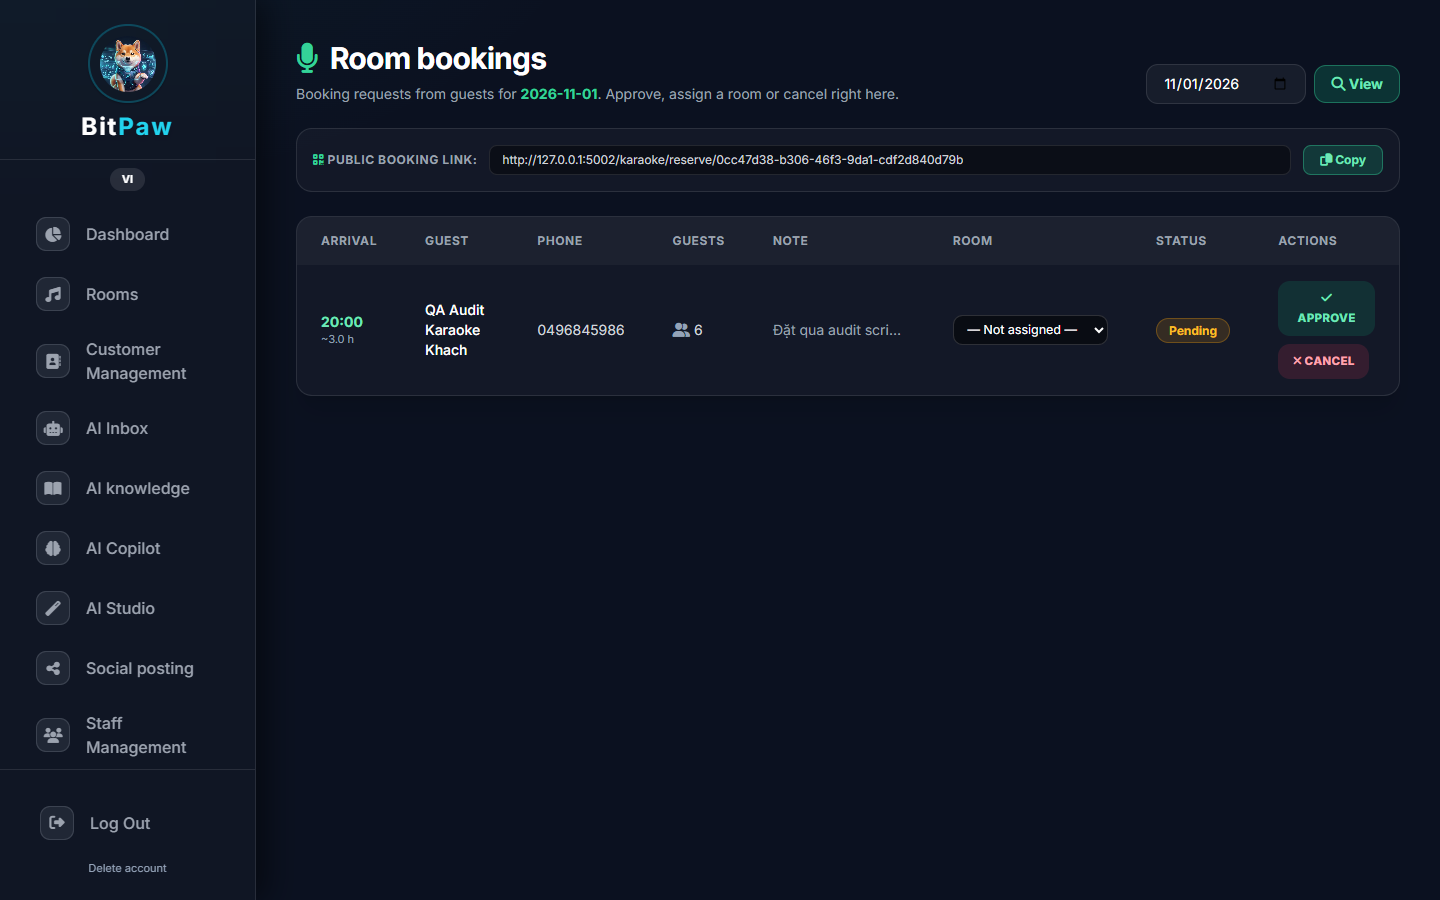 BitPaw
VI
Dashboard
Rooms
Customer
Management
AI Inbox
AI knowledge
AI Copilot
AI Studio
Social posting
Staff
Management
Log Out
Delete account
Room bookings
Booking requests from guests for 2026-11-01. Approve, assign a room or cancel right here.
11/01/2026
View
PUBLIC BOOKING LINK:
http://127.0.0.1:5002/karaoke/reserve/0cc47d38-b306-46f3-9da1-cdf2d840d79b
Copy
ARRIVAL GUEST PHONE GUESTS NOTE ROOM STATUS ACTIONS
20:00
~3.0 h
QA Audit
Karaoke
Khach
0496845986
6
Đặt qua audit scri...
— Not assigned —
Pending
APPROVE
CANCEL